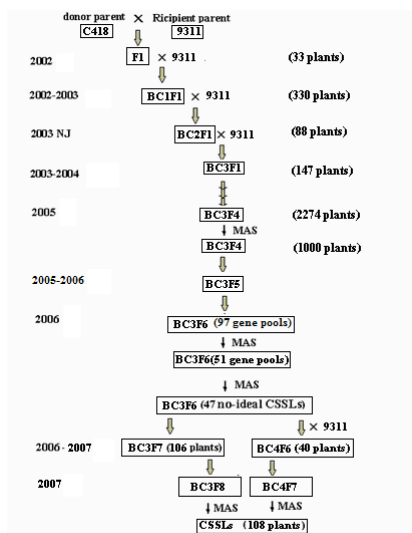 donor parent × Ricipient parent
C418 9311
2002 F1 × 9311 (33 plants)
2002-2003 BC1F1 × 9311 (330 plants)
2003 NJ BC2F1 × 9311 (88 plants)
2003-2004 BC3F1 (147 plants)
2005 BC3F4 (2274 plants)
MAS
BC3F4 (1000 plants)
2005-2006 BC3F5
2006 BC3F6 (97 gene pools)
MAS
BC3F6(51 gene pools)
MAS
BC3F6 (47 no-ideal CSSLs)
× 9311
2006 - 2007 BC3F7 (106 plants) BC4F6 (40 plants)
2007 BC3F8 BC4F7
MAS MAS
CSSLs (108 plants)